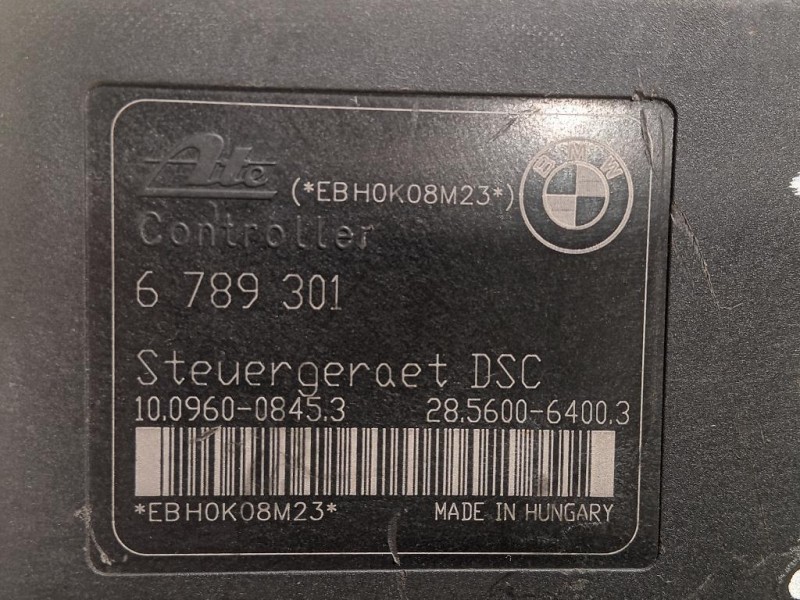 Ate (*EBH0K08M23*) BMW
Controller
6 789 301
Steuergeraet DSC
10.0960-0845.3 28.5600-6400.3
*EBH0K08M23* MADE IN HUNGARY